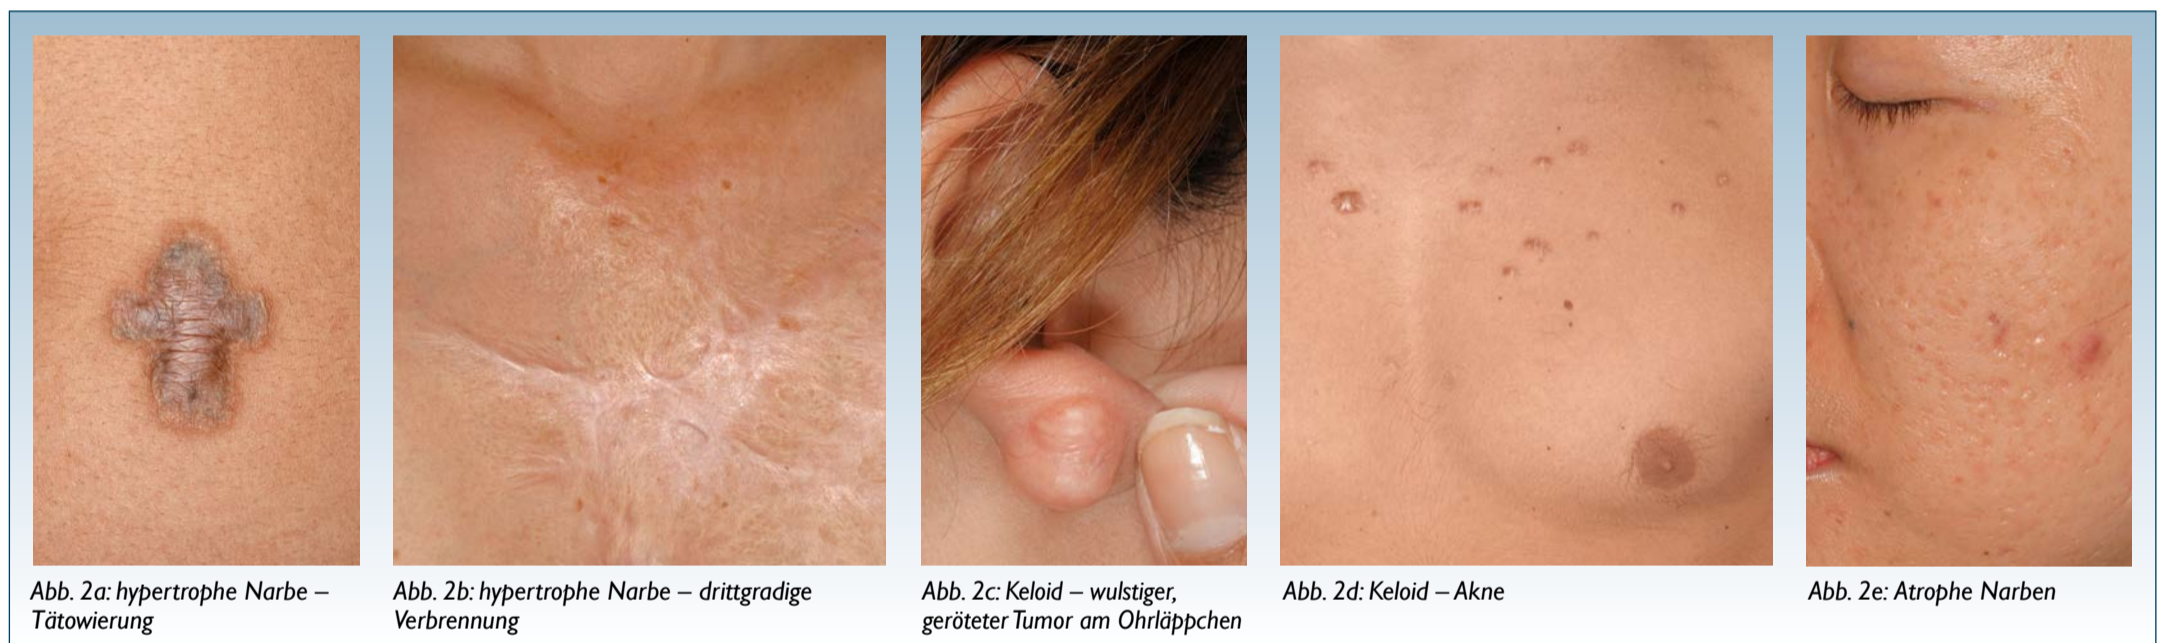 Abb. 2a: hypertrophe Narbe –
Tätowierung
Abb. 2b: hypertrophe Narbe – drittgradige
Verbrennung
Abb. 2c: Keloid – wulstiger,
geröteter Tumor am Ohrläppchen
Abb. 2d: Keloid – Akne
Abb. 2e: Atrophe Narben